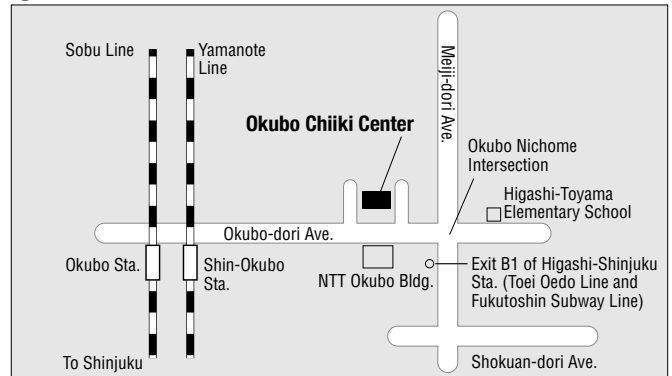 Sobu Line
Yamanote
Line
Meiji-dori Ave.
Okubo Chiiki Center
Okubo Nichome
Intersection
Higashi-Toyama
Elementary School
Okubo-dori Ave.
Okubo Sta.
Shin-Okubo
Sta.
NTT Okubo Bldg.
Exit B1 of Higashi-Shinjuku
Sta. (Toei Oedo Line and
Fukutoshin Subway Line)
To Shinjuku
Shokuan-dori Ave.